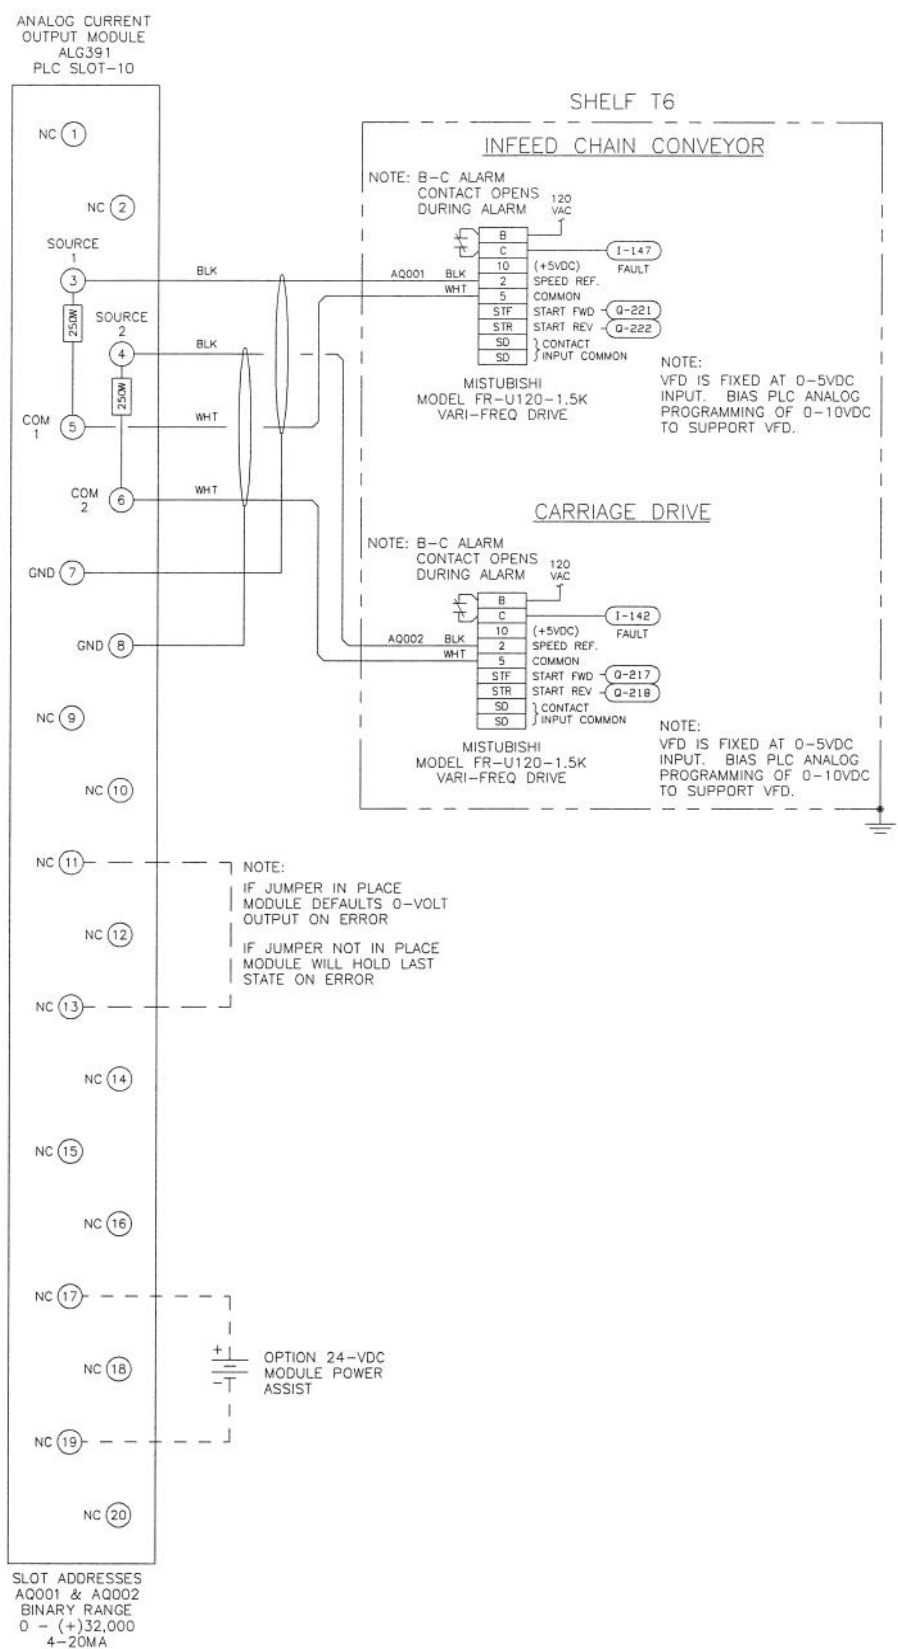 ANALOG CURRENT
OUTPUT MODULE
ALG391
PLC SLOT-10
NC 1
NC 2
SOURCE
1
3
250W
SOURCE
2
4
250W
COM
1
5
COM
2
6
GND 7
GND 8
NC 9
NC 10
NC 11
NC 12
NC 13
NC 14
NC 15
NC 16
NC 17
NC 18
NC 19
NC 20
SLOT ADDRESSES
AQ001 & AQ002
BINARY RANGE
0 - (+)32,000
4-20MA
BLK
BLK
WHT
WHT
SHELF T6
INFEED CHAIN CONVEYOR
NOTE: B-C ALARM
CONTACT OPENS
DURING ALARM
120
VAC
B
C I-147
FAULT
10 (+5VDC)
AQ001 BLK 2 SPEED REF.
WHT 5 COMMON
STF START FWD Q-221
STR START REV Q-222
SD CONTACT
SD INPUT COMMON
MISTUBISHI
MODEL FR-U120-1.5K
VARI-FREQ DRIVE
NOTE:
VFD IS FIXED AT 0-5VDC
INPUT. BIAS PLC ANALOG
PROGRAMMING OF 0-10VDC
TO SUPPORT VFD.
CARRIAGE DRIVE
NOTE: B-C ALARM
CONTACT OPENS
DURING ALARM
120
VAC
B
C I-142
FAULT
10 (+5VDC)
AQ002 BLK 2 SPEED REF.
WHT 5 COMMON
STF START FWD Q-217
STR START REV Q-218
SD CONTACT
SD INPUT COMMON
MISTUBISHI
MODEL FR-U120-1.5K
VARI-FREQ DRIVE
NOTE:
VFD IS FIXED AT 0-5VDC
INPUT. BIAS PLC ANALOG
PROGRAMMING OF 0-10VDC
TO SUPPORT VFD.
NOTE:
IF JUMPER IN PLACE
MODULE DEFAULTS 0-VOLT
OUTPUT ON ERROR
IF JUMPER NOT IN PLACE
MODULE WILL HOLD LAST
STATE ON ERROR
+
-
OPTION 24-VDC
MODULE POWER
ASSIST